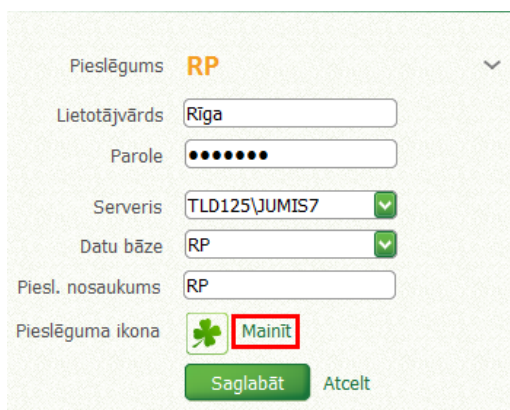 Pieslēgums RP
Lietotājvārds Rīga
Parole ●●●●●●●
Serveris TLD125\JUMIS7
Datu bāze RP
Piesl. nosaukums RP
Pieslēguma ikona Mainīt
Saglabāt Atcelt